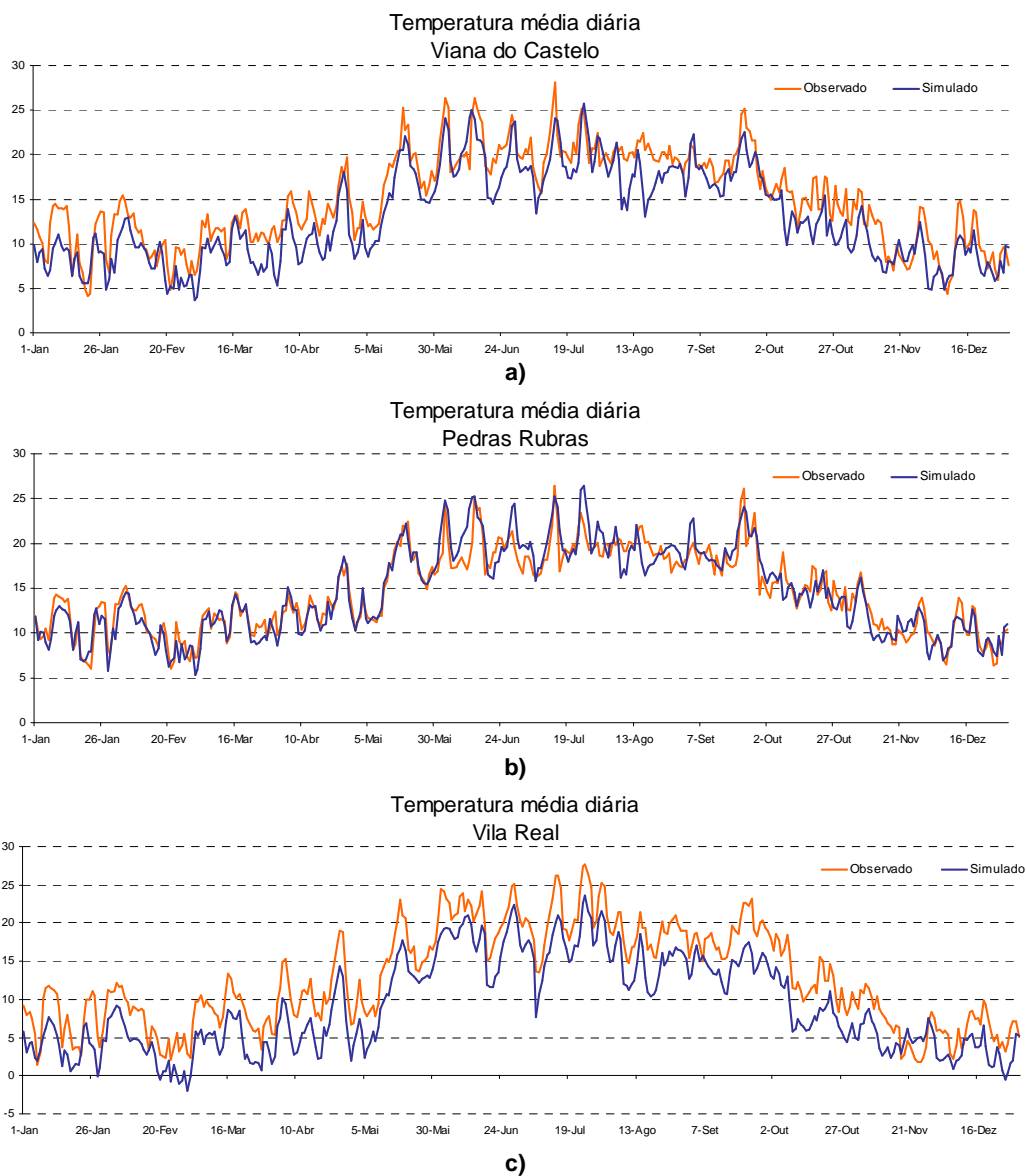 Temperatura média diária
Viana do Castelo
30
Observado Simulado
25
20
15
10
5
0
1-Jan 26-Jan 20-Fev 16-Mar 10-Abr 5-Mai 30-Mai 24-Jun 19-Jul 13-Ago 7-Set 2-Out 27-Out 21-Nov 16-Dez
a)
Temperatura média diária
Pedras Rubras
30
Observado Simulado
25
20
15
10
5
0
1-Jan 26-Jan 20-Fev 16-Mar 10-Abr 5-Mai 30-Mai 24-Jun 19-Jul 13-Ago 7-Set 2-Out 27-Out 21-Nov 16-Dez
b)
Temperatura média diária
Vila Real
30
Observado Simulado
25
20
15
10
5
0
-5
1-Jan 26-Jan 20-Fev 16-Mar 10-Abr 5-Mai 30-Mai 24-Jun 19-Jul 13-Ago 7-Set 2-Out 27-Out 21-Nov 16-Dez
c)